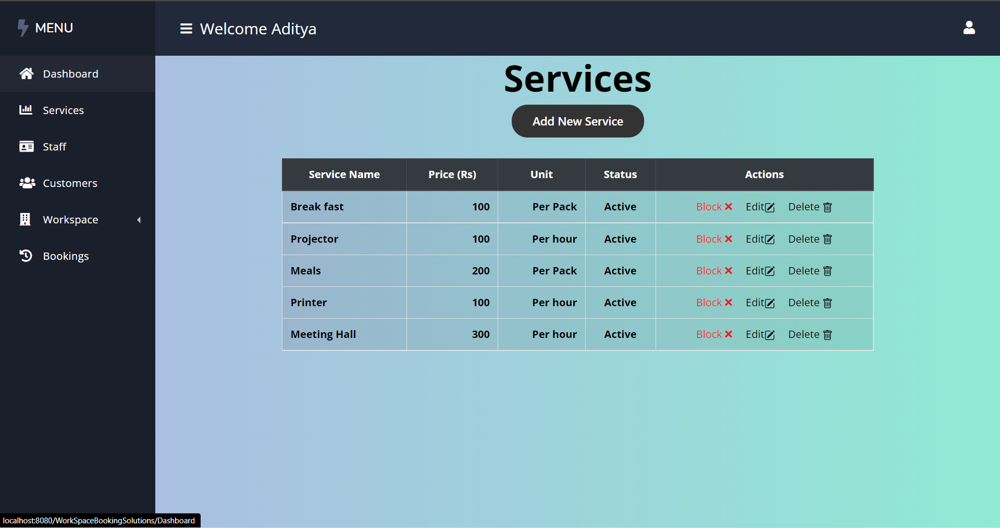 MENU
Welcome Aditya
Dashboard
Services
Staff
Customers
Workspace
Bookings
Services
Add New Service
Service Name Price (Rs) Unit Status Actions
Break fast 100 Per Pack Active Block Edit Delete
Projector 100 Per hour Active Block Edit Delete
Meals 200 Per Pack Active Block Edit Delete
Printer 100 Per hour Active Block Edit Delete
Meeting Hall 300 Per hour Active Block Edit Delete
localhost:8080/WorkSpaceBookingSolutions/Dashboard